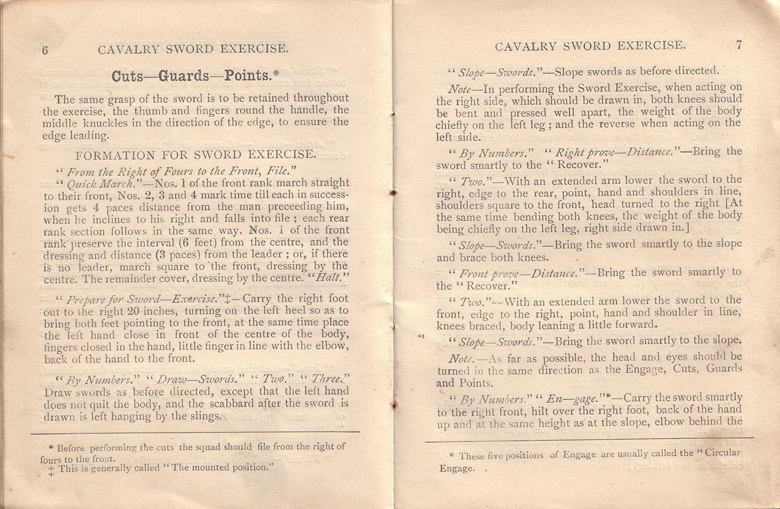 6
CAVALRY SWORD EXERCISE.
Cuts—Guards—Points.*
The same grasp of the sword is to be retained throughout
the exercise, the thumb and fingers round the handle, the
middle knuckles in the direction of the edge, to ensure the
edge leading.
FORMATION FOR SWORD EXERCISE.
"From the Right of Fours to the Front, File."
"Quick March."—Nos. 1 of the front rank march straight
to their front, Nos. 2, 3 and 4 mark time till each in success-
ion gets 4 paces distance from the man preceeding him,
when he inclines to his right and falls into file; each rear
rank section follows in the same way. Nos. 1 of the front
rank preserve the interval (6 feet) from the centre, and the
dressing and distance (3 paces) from the leader; or, if there
is no leader, march square to the front, dressing by the
centre. The remainder cover, dressing by the centre. "Halt."
"Prepare for Sword—Exercise."‡—Carry the right foot
out to the right 20 inches, turning on the left heel so as to
bring both feet pointing to the front, at the same time place
the left hand close in front of the centre of the body,
fingers closed in the hand, little finger in line with the elbow,
back of the hand to the front.
"By Numbers." "Draw—Swords." "Two." "Three."
Draw swords as before directed, except that the left hand
does not quit the body, and the scabbard after the sword is
drawn is left hanging by the slings.
* Before performing the cuts the squad should file from the right of
fours to the front.
‡ This is generally called "The mounted position."
CAVALRY SWORD EXERCISE.
7
"Slope—Swords."—Slope swords as before directed.
Note—In performing the Sword Exercise, when acting on
the right side, which should be drawn in, both knees should
be bent and pressed well apart, the weight of the body
chiefly on the left leg; and the reverse when acting on the
left side.
"By Numbers." "Right prove—Distance."—Bring the
sword smartly to the "Recover."
"Two."—With an extended arm lower the sword to the
right, edge to the rear, point, hand and shoulders in line,
shoulders square to the front, head turned to the right [At
the same time bending both knees, the weight of the body
being chiefly on the left leg, right side drawn in.]
"Slope—Swords."—Bring the sword smartly to the slope
and brace both knees.
"Front prove—Distance."—Bring the sword smartly to
the "Recover."
"Two."—With an extended arm lower the sword to the
front, edge to the right, point, hand and shoulder in line,
knees braced, body leaning a little forward.
"Slope—Swords."—Bring the sword smartly to the slope.
Note.—As far as possible, the head and eyes should be
turned in the same direction as the Engage, Cuts, Guards
and Points.
"By Numbers." "En—gage."*—Carry the sword smartly
to the right front, hilt over the right foot, back of the hand
up and at the same height as at the slope, elbow behind the
* These five positions of Engage are usually called the "Circular
Engage.